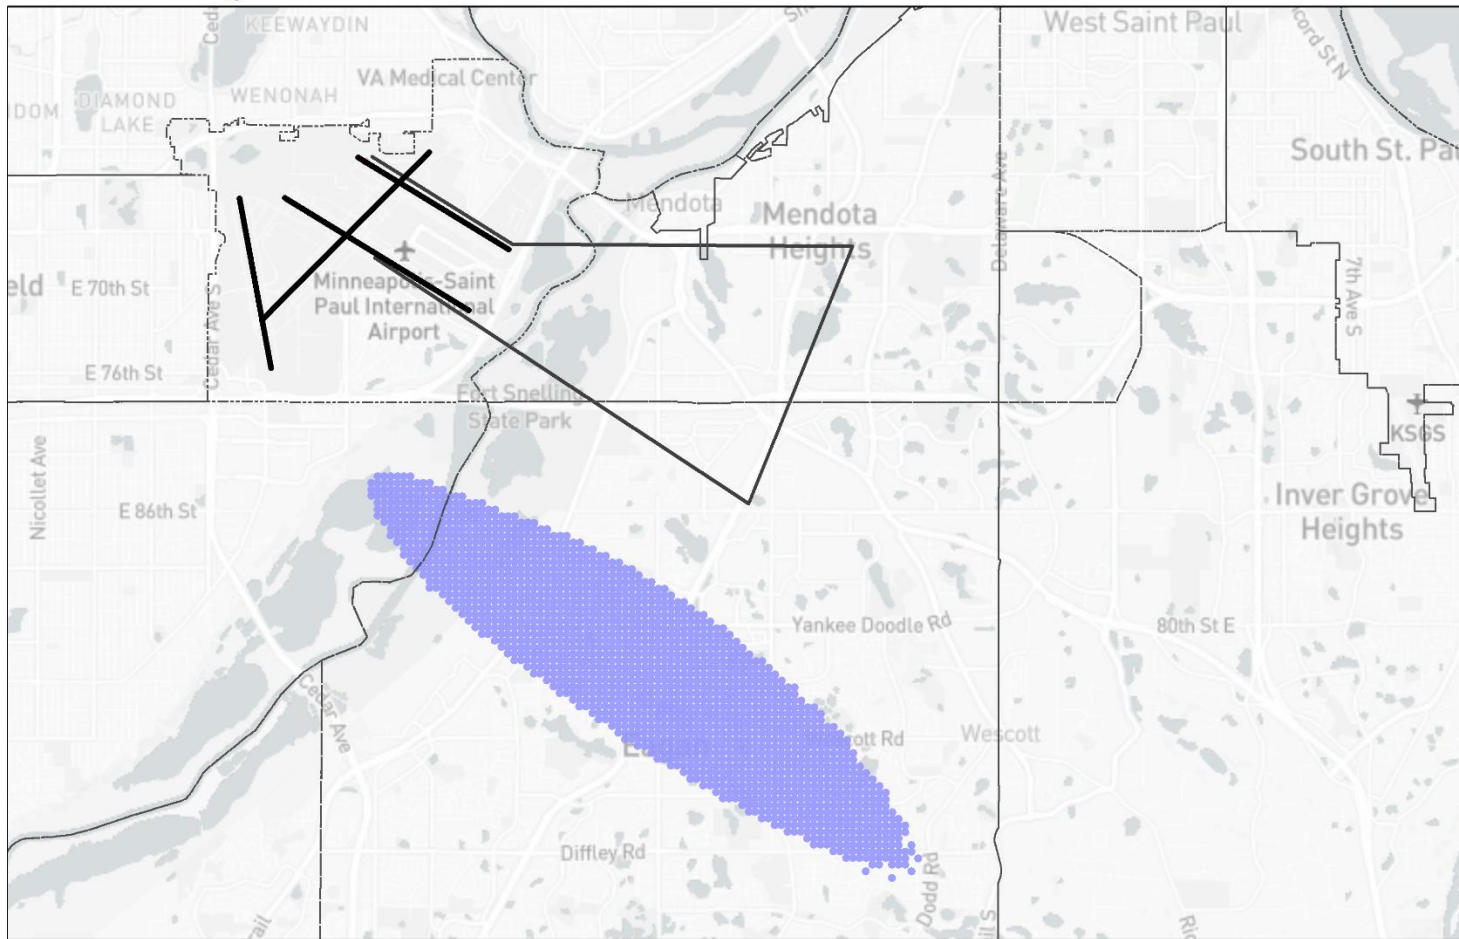 KEEWAYDIN
West Saint Paul
VA Medical Center
DIAMOND
LAKE
WENONAH
South St. Pau
Mendota
Mendota
Heights
Delaware Ave
7th Ave S
eld
E 70th St
Minneapolis-Saint
Paul International
Airport
Cedar Ave S
E 76th St
Fort Snelling
State Park
KSGS
Nicollet Ave
E 86th St
Inver Grove
Heights
Yankee Doodle Rd
80th St E
Cedar Ave
Wescott
Diffley Rd
Dodd Rd